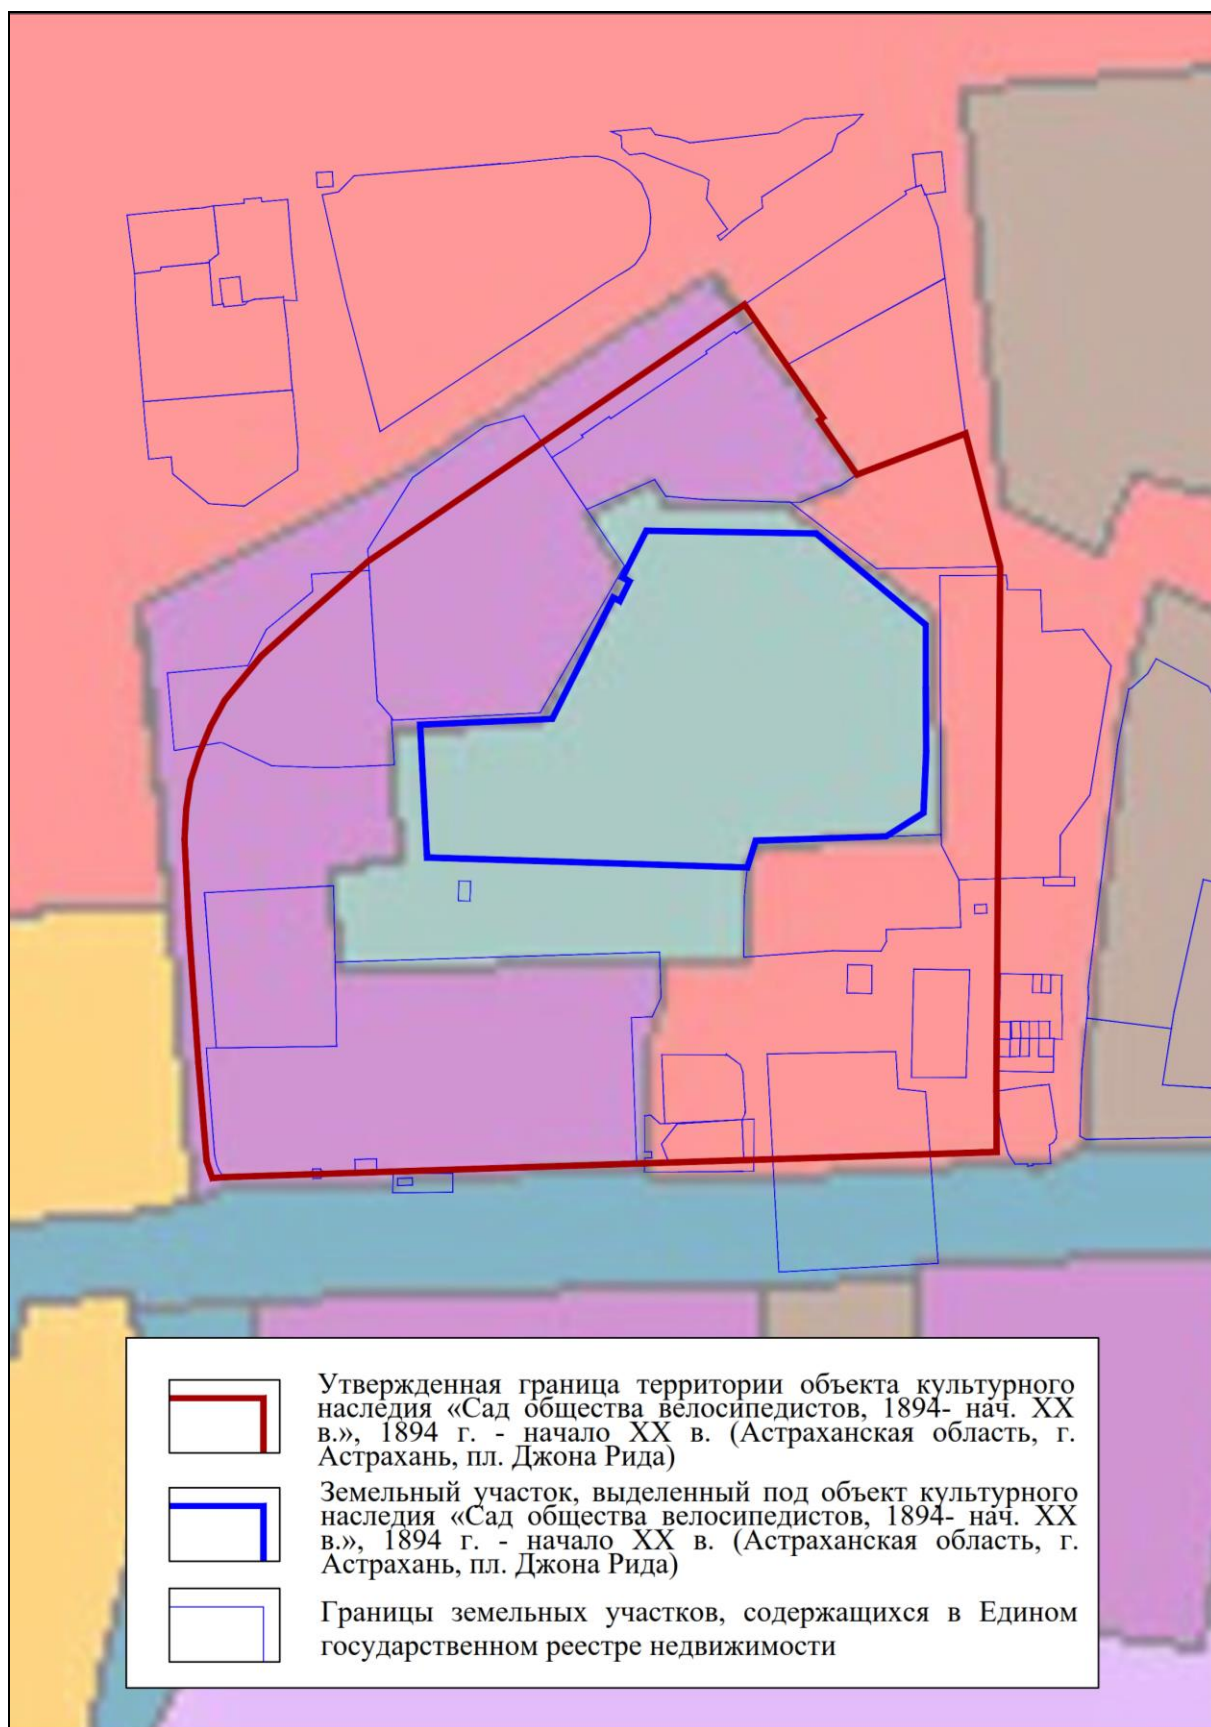 Утвержденная граница территории объекта культурного
наследия «Сад общества велосипедистов, 1894- нач. XX
в.», 1894 г. - начало XX в. (Астраханская область, г.
Астрахань, пл. Джона Рида)
Земельный участок, выделенный под объект культурного
наследия «Сад общества велосипедистов, 1894- нач. XX
в.», 1894 г. - начало XX в. (Астраханская область, г.
Астрахань, пл. Джона Рида)
Границы земельных участков, содержащихся в Едином
государственном реестре недвижимости